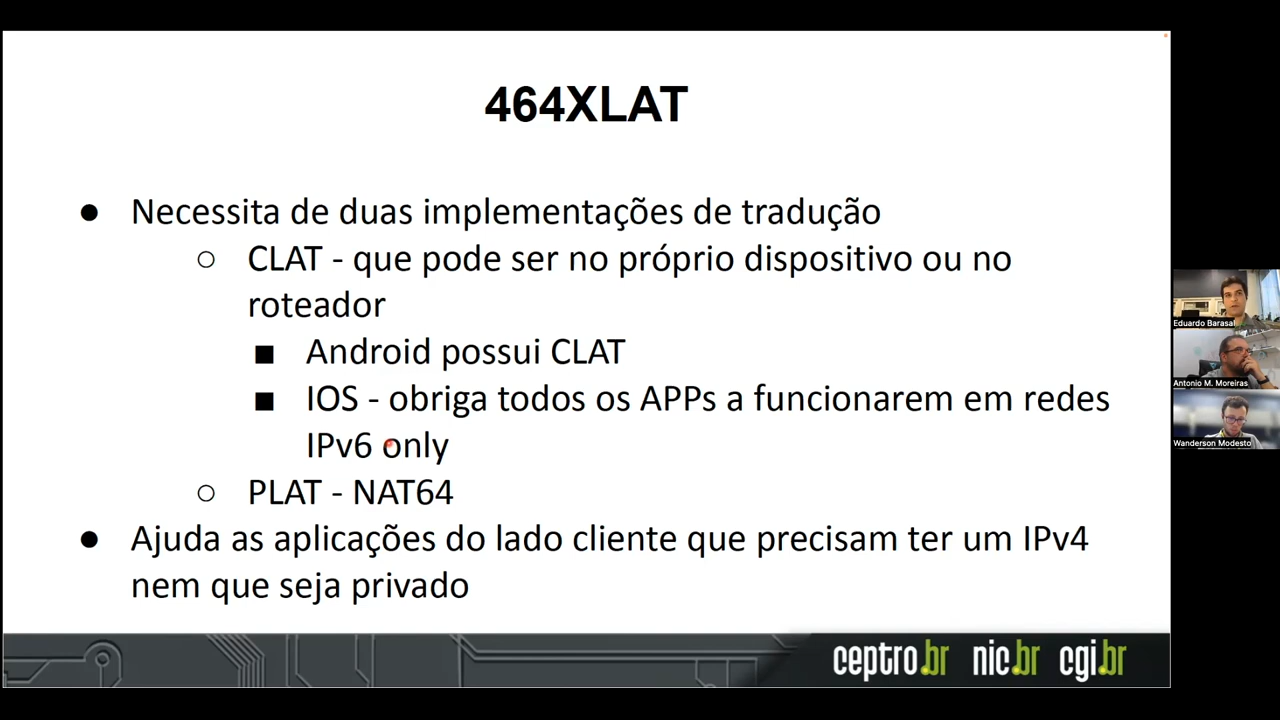 464XLAT
● Necessita de duas implementações de tradução
○ CLAT - que pode ser no próprio dispositivo ou no
roteador
■ Android possui CLAT
■ IOS - obriga todos os APPs a funcionarem em redes
IPv6 only
○ PLAT - NAT64
● Ajuda as aplicações do lado cliente que precisam ter um IPv4
nem que seja privado
ceptro.br nic.br cgi.br
Eduardo Barasal
Antonio M. Moreiras
Wanderson Modesto